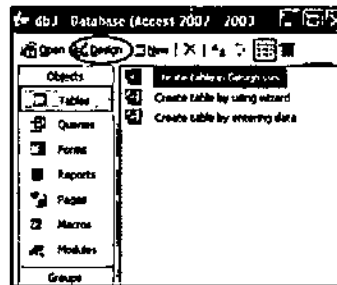 Database (Access 2002 - 2003
Open Design New
Objects
Tables
Queries
Forms
Reports
Pages
Macros
Modules
Groups
Create table in Design view
Create table by using wizard
Create table by entering data